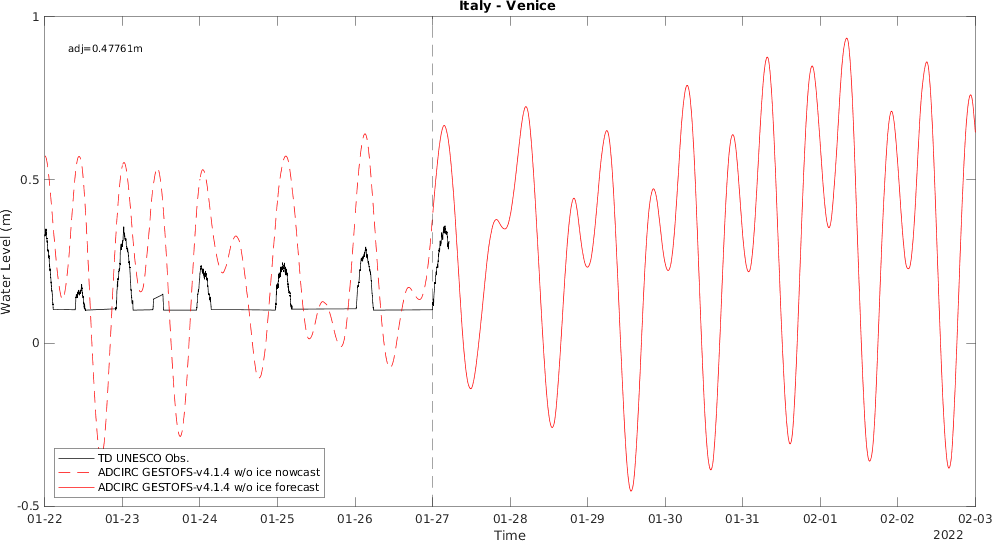 Italy - Venice
adj=0.47761m
Water Level (m)
1
0.5
0
-0.5
TD UNESCO Obs.
ADCIRC GESTOFS-v4.1.4 w/o ice nowcast
ADCIRC GESTOFS-v4.1.4 w/o ice forecast
01-22 01-23 01-24 01-25 01-26 01-27 01-28 01-29 01-30 01-31 02-01 02-02 02-03
Time
2022